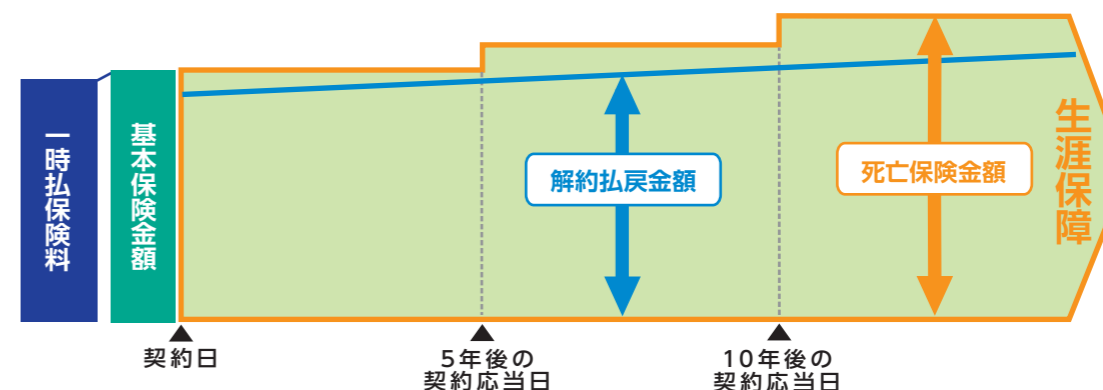 一時払保険料
基本保険金額
解約払戻金額
死亡保険金額
生涯保障
契約日
5年後の
契約応当日
10年後の
契約応当日